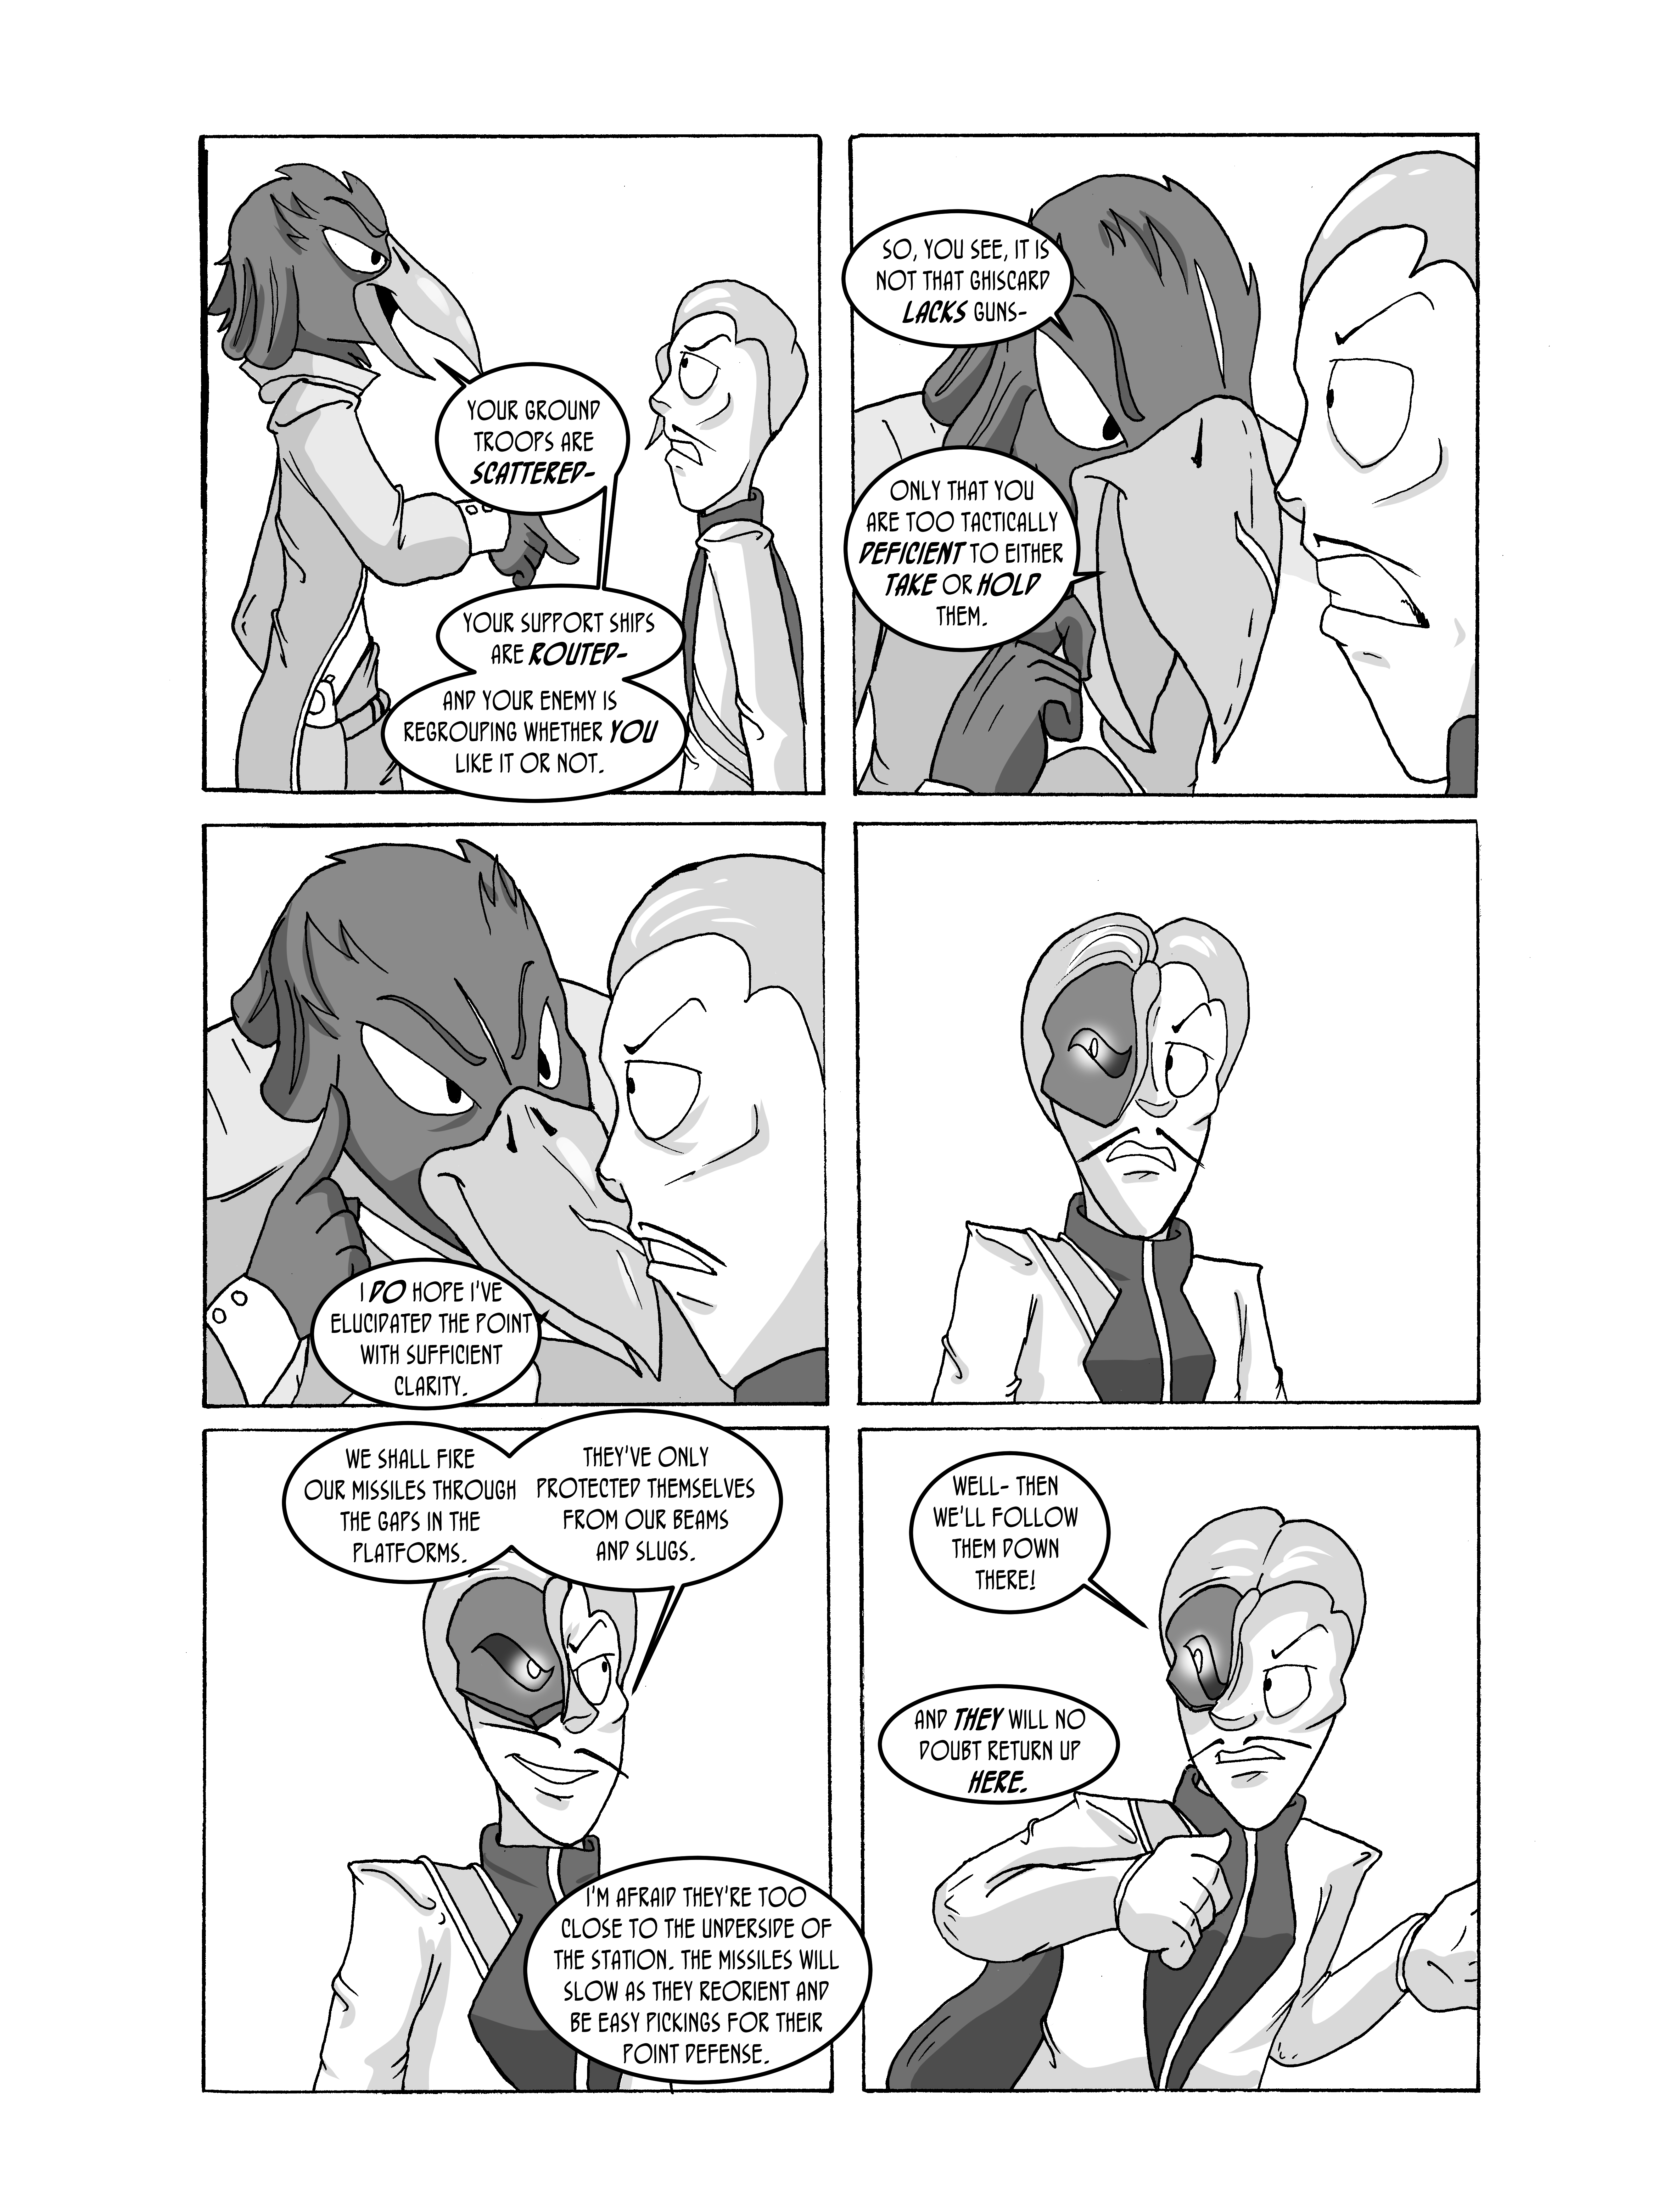 YOUR GROUND
TROOPS ARE
SCATTERED-
YOUR SUPPORT SHIPS
ARE ROUTED-
AND YOUR ENEMY IS
REGROUPING WHETHER YOU
LIKE IT OR NOT.
SO, YOU SEE, IT IS
NOT THAT GHISCARD
LACKS GUNS-
ONLY THAT YOU
ARE TOO TACTICALLY
DEFICIENT TO EITHER
TAKE OR HOLD
THEM.
I DO HOPE I'VE
ELUCIDATED THE POINT
WITH SUFFICIENT
CLARITY.
WE SHALL FIRE
OUR MISSILES THROUGH
THE GAPS IN THE
PLATFORMS.
THEY'VE ONLY
PROTECTED THEMSELVES
FROM OUR BEAMS
AND SLUGS.
I'M AFRAID THEY'RE TOO
CLOSE TO THE UNDERSIDE OF
THE STATION. THE MISSILES WILL
SLOW AS THEY REORIENT AND
BE EASY PICKINGS FOR THEIR
POINT DEFENSE.
WELL- THEN
WE'LL FOLLOW
THEM DOWN
THERE!
AND THEY WILL NO
DOUBT RETURN UP
HERE.